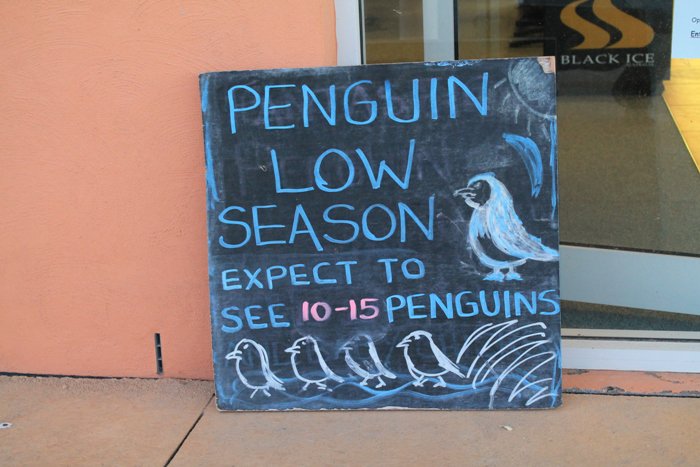 PENGUIN
LOW
SEASON
EXPECT TO
SEE 10-15 PENGUINS
BLACK ICE